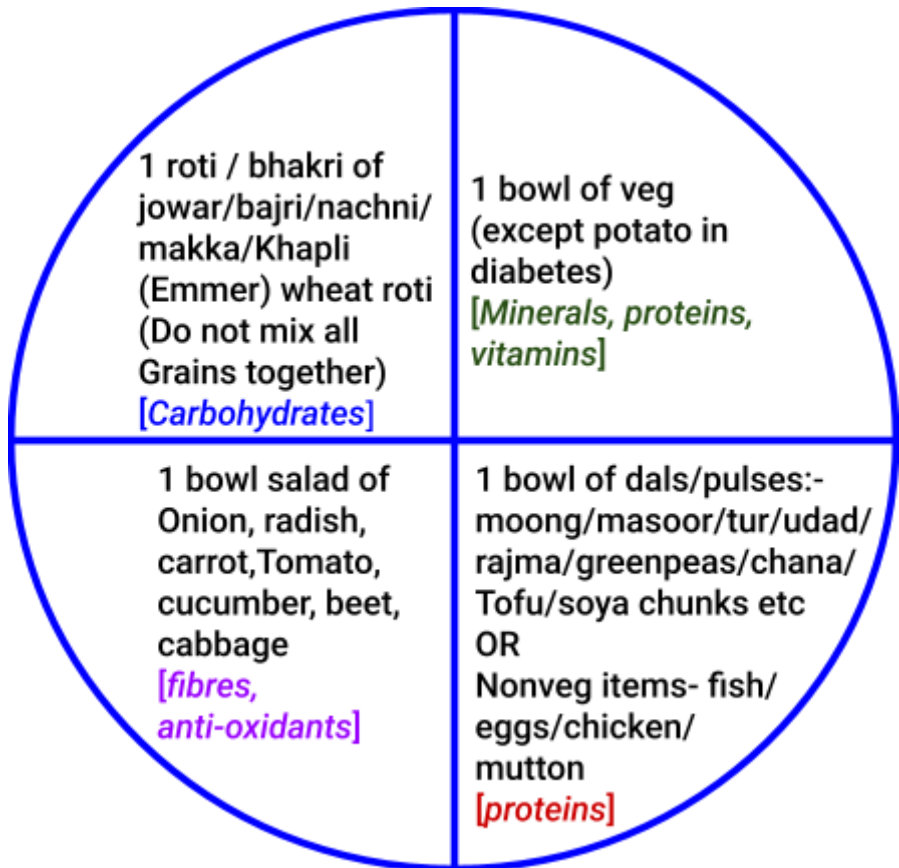 1 roti / bhakri of
jowar/bajri/nachni/
makka/Khapli
(Emmer) wheat roti
(Do not mix all
Grains together)
[Carbohydrates]
1 bowl of veg
(except potato in
diabetes)
[Minerals, proteins,
vitamins]
1 bowl salad of
Onion, radish,
carrot,Tomato,
cucumber, beet,
cabbage
[fibres,
anti-oxidants]
1 bowl of dals/pulses:-
moong/masoor/tur/udad/
rajma/greenpeas/chana/
Tofu/soya chunks etc
OR
Nonveg items- fish/
eggs/chicken/
mutton
[proteins]